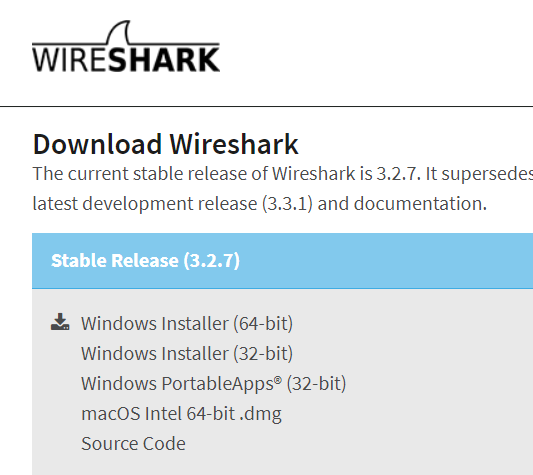 WIRESHARK
Download Wireshark
The current stable release of Wireshark is 3.2.7. It supersedes
latest development release (3.3.1) and documentation.
Stable Release (3.2.7)
Windows Installer (64-bit)
Windows Installer (32-bit)
Windows PortableApps® (32-bit)
macOS Intel 64-bit .dmg
Source Code